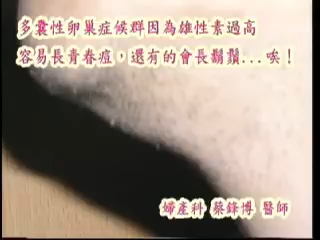 多囊性卵巢症候群因為雄性素過高
容易長青春痘，還有的會長鬍鬚...唉！
婦產科 蔡鋒博 醫師